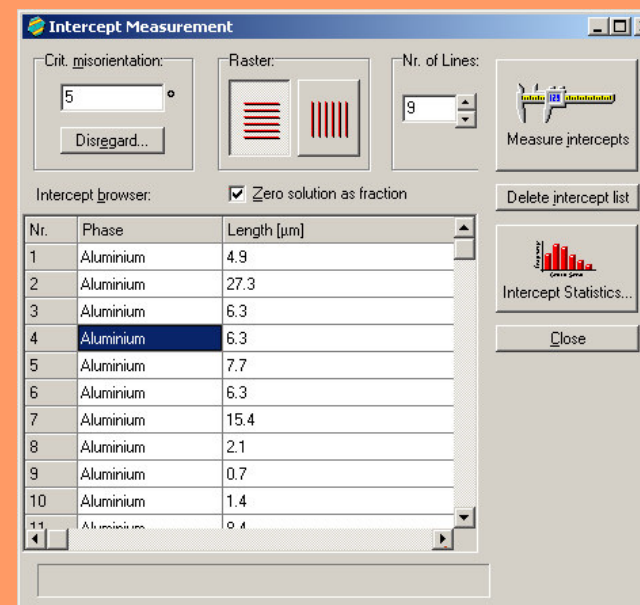 Intercept Measurement
Crit. misorientation:
5 °
Disregard...
Raster:
Nr. of Lines:
9
Measure intercepts
Intercept browser:
Zero solution as fraction
Delete intercept list
Nr. Phase Length [µm]
1 Aluminium 4.9
2 Aluminium 27.3
3 Aluminium 6.3
4 Aluminium 6.3
5 Aluminium 7.7
6 Aluminium 6.3
7 Aluminium 15.4
8 Aluminium 2.1
9 Aluminium 0.7
10 Aluminium 1.4
11 Aluminium
Intercept Statistics...
Close